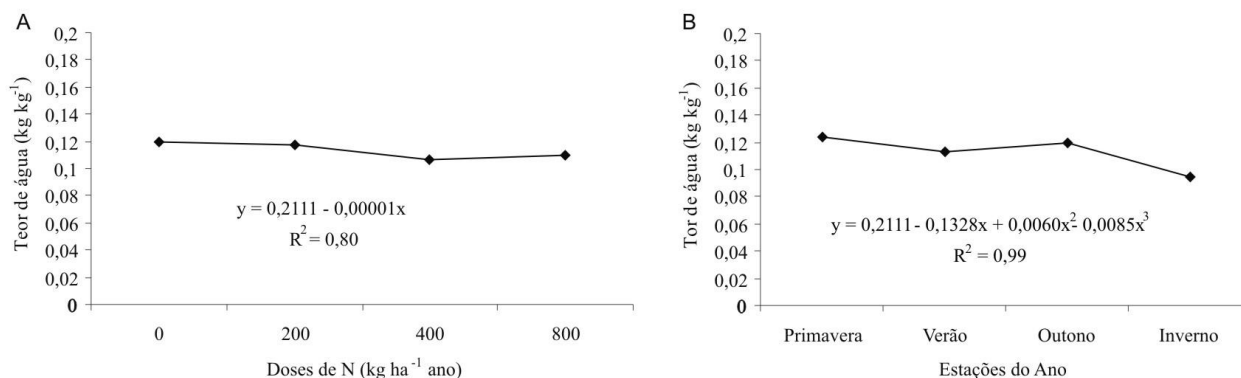 A
Teor de água (kg kg⁻¹)
0,2
0,18
0,16
0,14
0,12
0,1
0,08
0,06
0,04
0,02
0
y = 0,2111 - 0,00001x
R² = 0,80
0 200 400 800
Doses de N (kg ha⁻¹ ano)
B
Tor de água (kg kg⁻¹)
0,2
0,18
0,16
0,14
0,12
0,1
0,08
0,06
0,04
0,02
0
y = 0,2111 - 0,1328x + 0,0060x² - 0,0085x³
R² = 0,99
Primavera Verão Outono Inverno
Estações do Ano